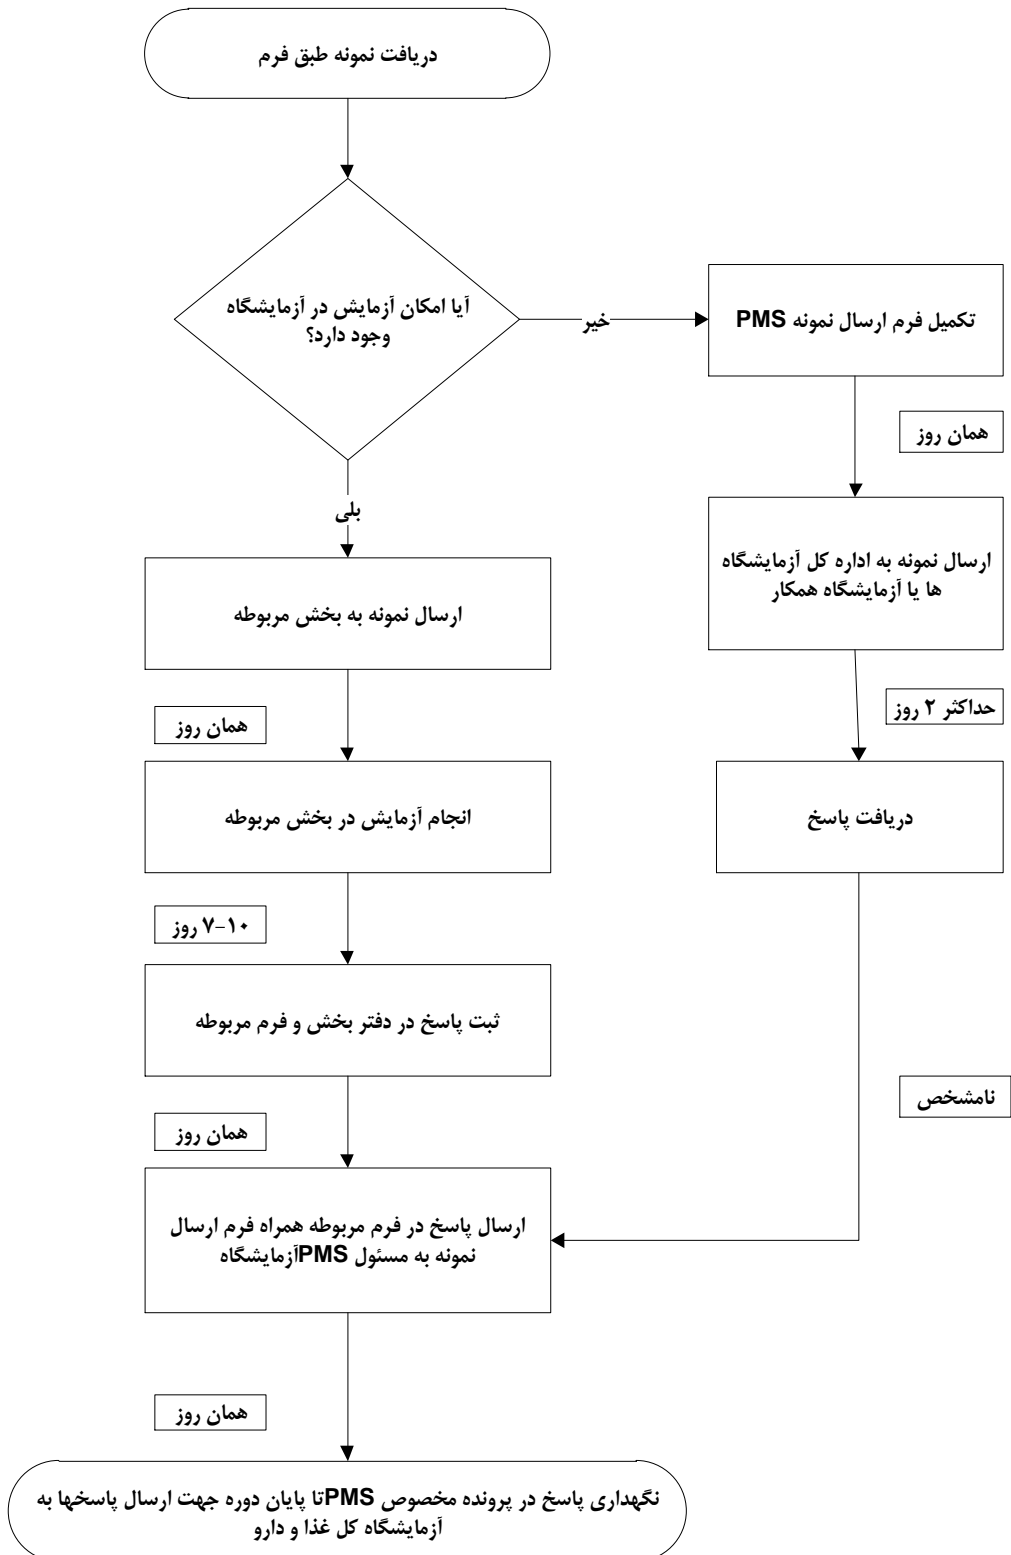 دریافت نمونه طبق فرم
آیا امکان آزمایش در آزمایشگاه
وجود دارد؟
خیر
تکمیل فرم ارسال نمونه PMS
همان روز
بلی
ارسال نمونه به اداره کل آزمایشگاه
ها یا آزمایشگاه همکار
ارسال نمونه به بخش مربوطه
حداکثر ۲ روز
همان روز
دریافت پاسخ
انجام آزمایش در بخش مربوطه
۷-۱۰ روز
ثبت پاسخ در دفتر بخش و فرم مربوطه
نامشخص
همان روز
ارسال پاسخ در فرم مربوطه همراه فرم ارسال
نمونه به مسئول PMSآزمایشگاه
همان روز
نگهداری پاسخ در پرونده مخصوص PMSتا پایان دوره جهت ارسال پاسخها به
آزمایشگاه کل غذا و دارو